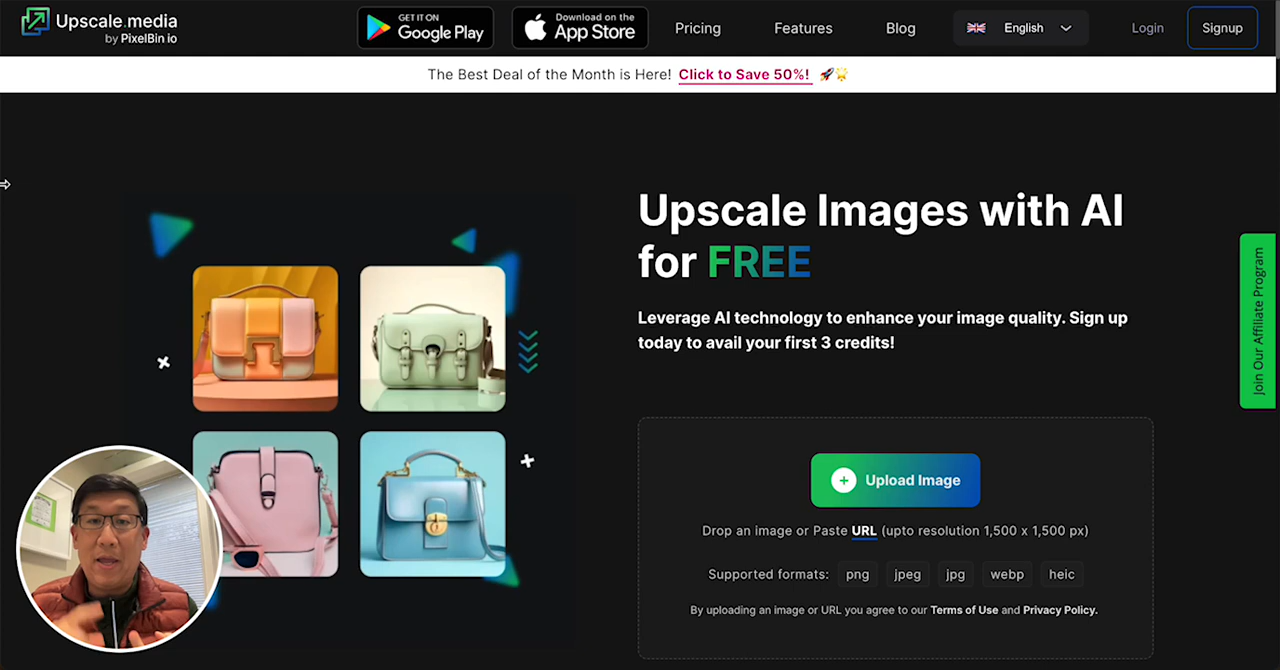 Upscale.media
by PixelBin io
GET IT ON
Google Play
Download on the
App Store
Pricing
Features
Blog
English
Login
Signup
The Best Deal of the Month is Here! Click to Save 50%! 🚀🌟
Upscale Images with AI
for FREE
Leverage AI technology to enhance your image quality. Sign up
today to avail your first 3 credits!
Join Our Affiliate Program
Upload Image
Drop an image or Paste URL (upto resolution 1,500 x 1,500 px)
Supported formats: png jpeg jpg webp heic
By uploading an image or URL you agree to our Terms of Use and Privacy Policy.